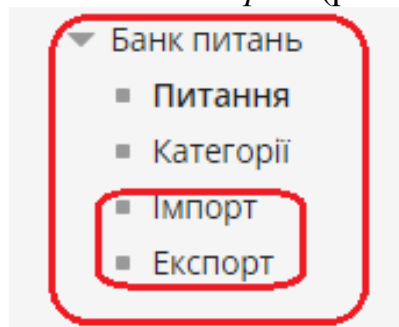 Банк питань
Питання
Категорії
Імпорт
Експорт